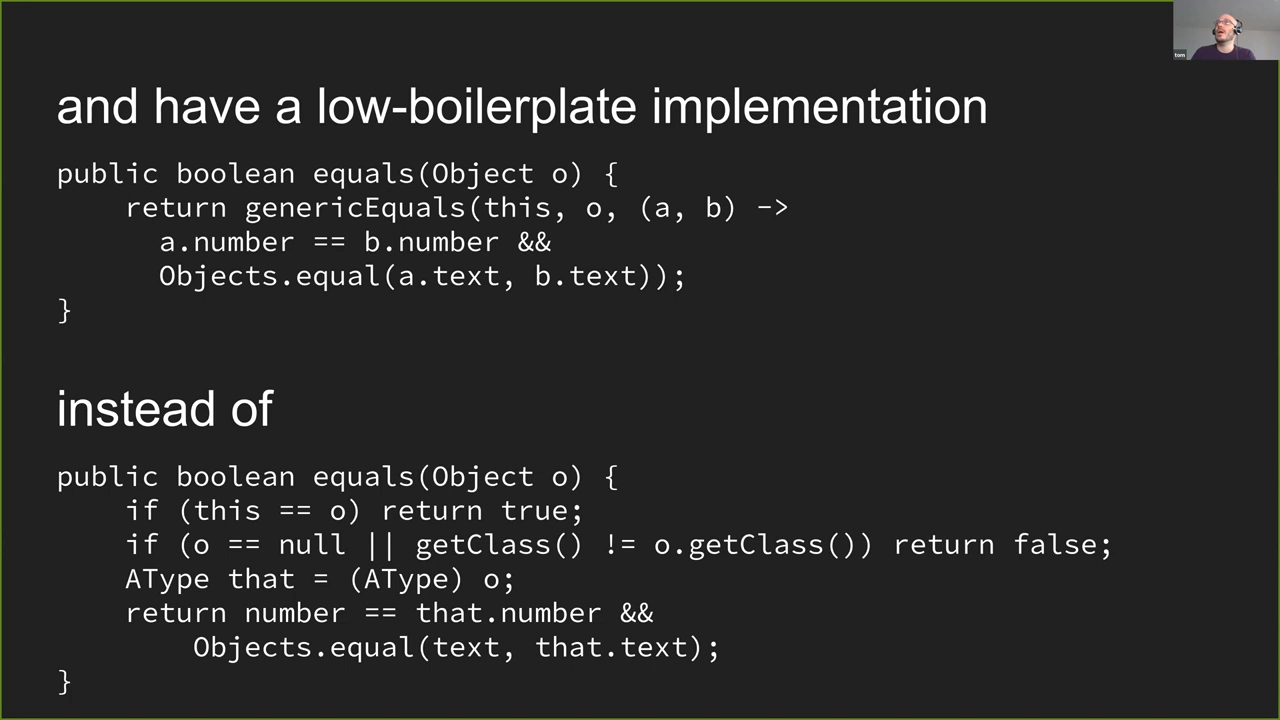 tom
and have a low-boilerplate implementation
public boolean equals(Object o) {
    return genericEquals(this, o, (a, b) ->
      a.number == b.number &&
      Objects.equal(a.text, b.text));
}
instead of
public boolean equals(Object o) {
    if (this == o) return true;
    if (o == null || getClass() != o.getClass()) return false;
    AType that = (AType) o;
    return number == that.number &&
        Objects.equal(text, that.text);
}